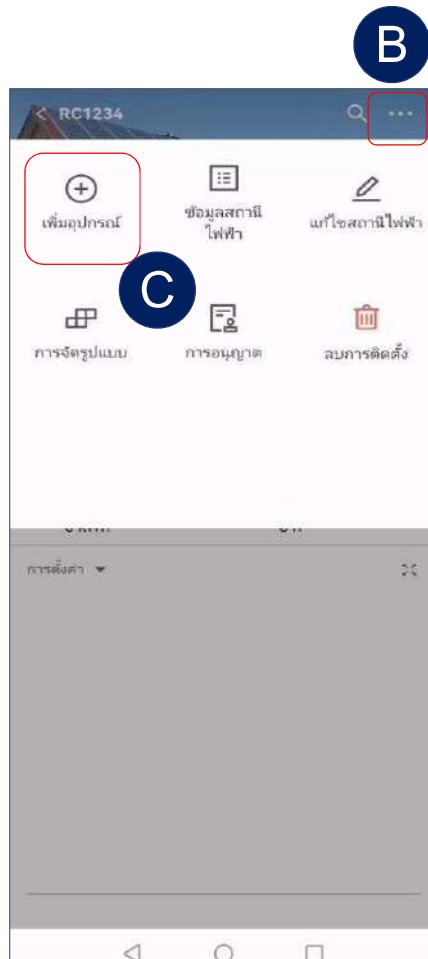 B
< RC1234
เพิ่มอุปกรณ์
ข้อมูลสถานี
ไฟฟ้า
แก้ไขสถานีไฟฟ้า
C
การจัดรูปแบบ
การอนุญาต
ลบการติดตั้ง
การตั้งค่า